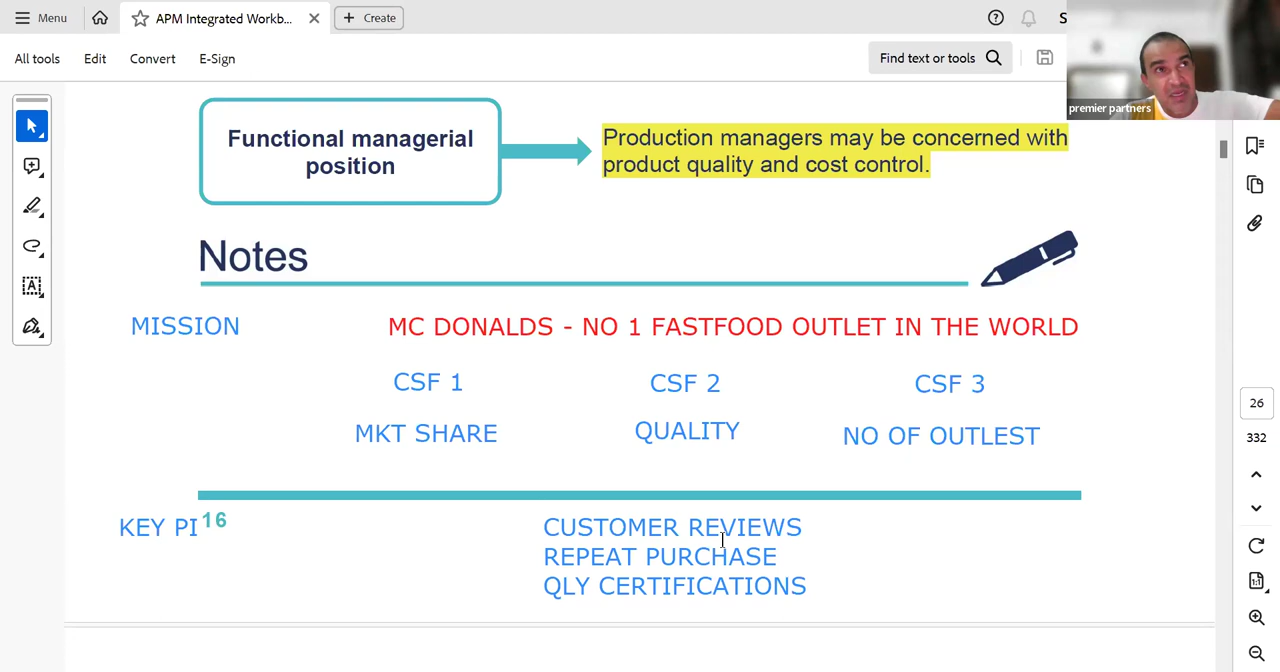 Menu
APM Integrated Workb...
Create
S
All tools
Edit
Convert
E-Sign
Find text or tools
premier partners
Functional managerial
position
Production managers may be concerned with
product quality and cost control.
Notes
MISSION
MC DONALDS - NO 1 FASTFOOD OUTLET IN THE WORLD
CSF 1
CSF 2
CSF 3
MKT SHARE
QUALITY
NO OF OUTLEST
KEY PI
16
CUSTOMER REVIEWS
REPEAT PURCHASE
QLY CERTIFICATIONS
26
332
1:1